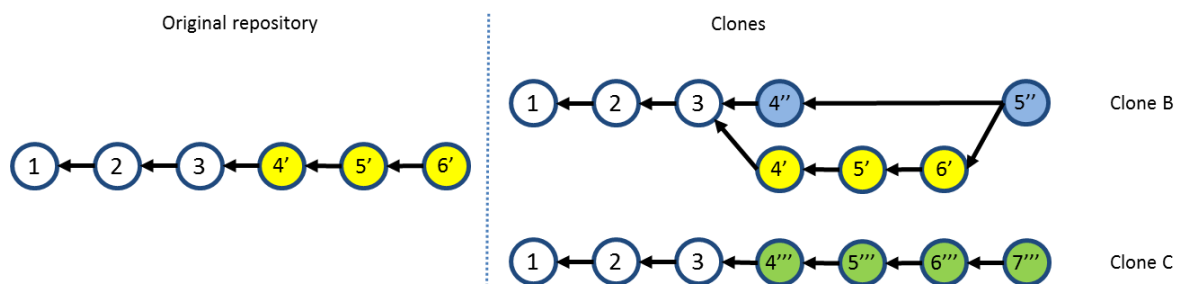 Original repository
Clones
1 2 3 4'' 5'' Clone B
1 2 3 4' 5' 6'
4' 5' 6'
1 2 3 4''' 5''' 6''' 7''' Clone C